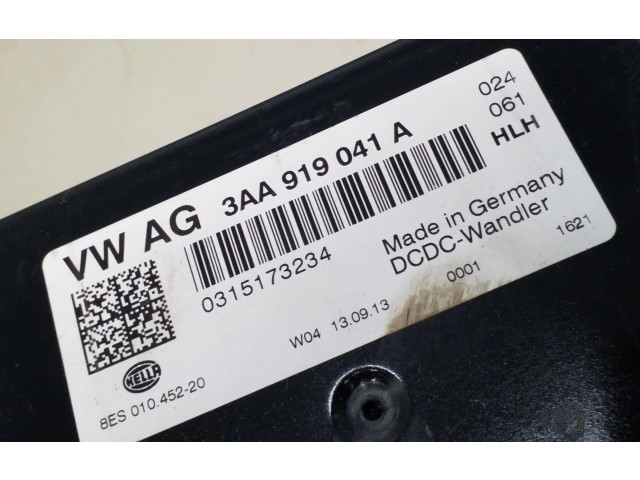 VW AG 3AA 919 041 A
024
061
HLH
0315173234
Made in Germany
DCDC-Wandler
W04 13.09.13
0001
1621
HELLA
8ES 010.452-20